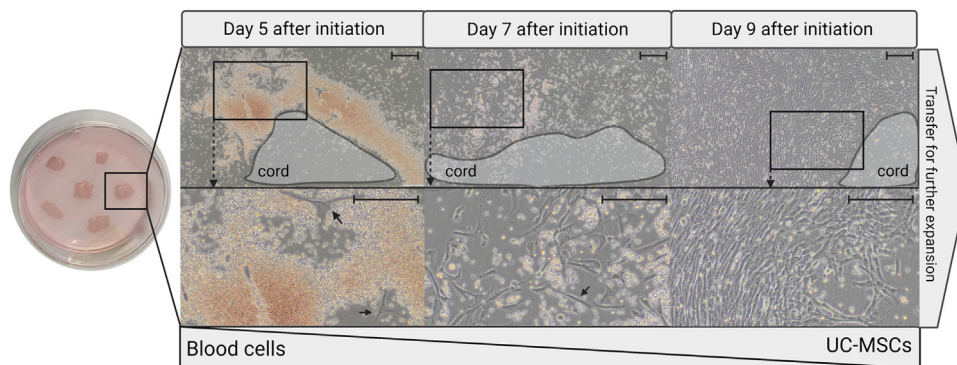 Day 5 after initiation
Day 7 after initiation
Day 9 after initiation
cord
cord
cord
Transfer for further expansion
Blood cells
UC-MSCs